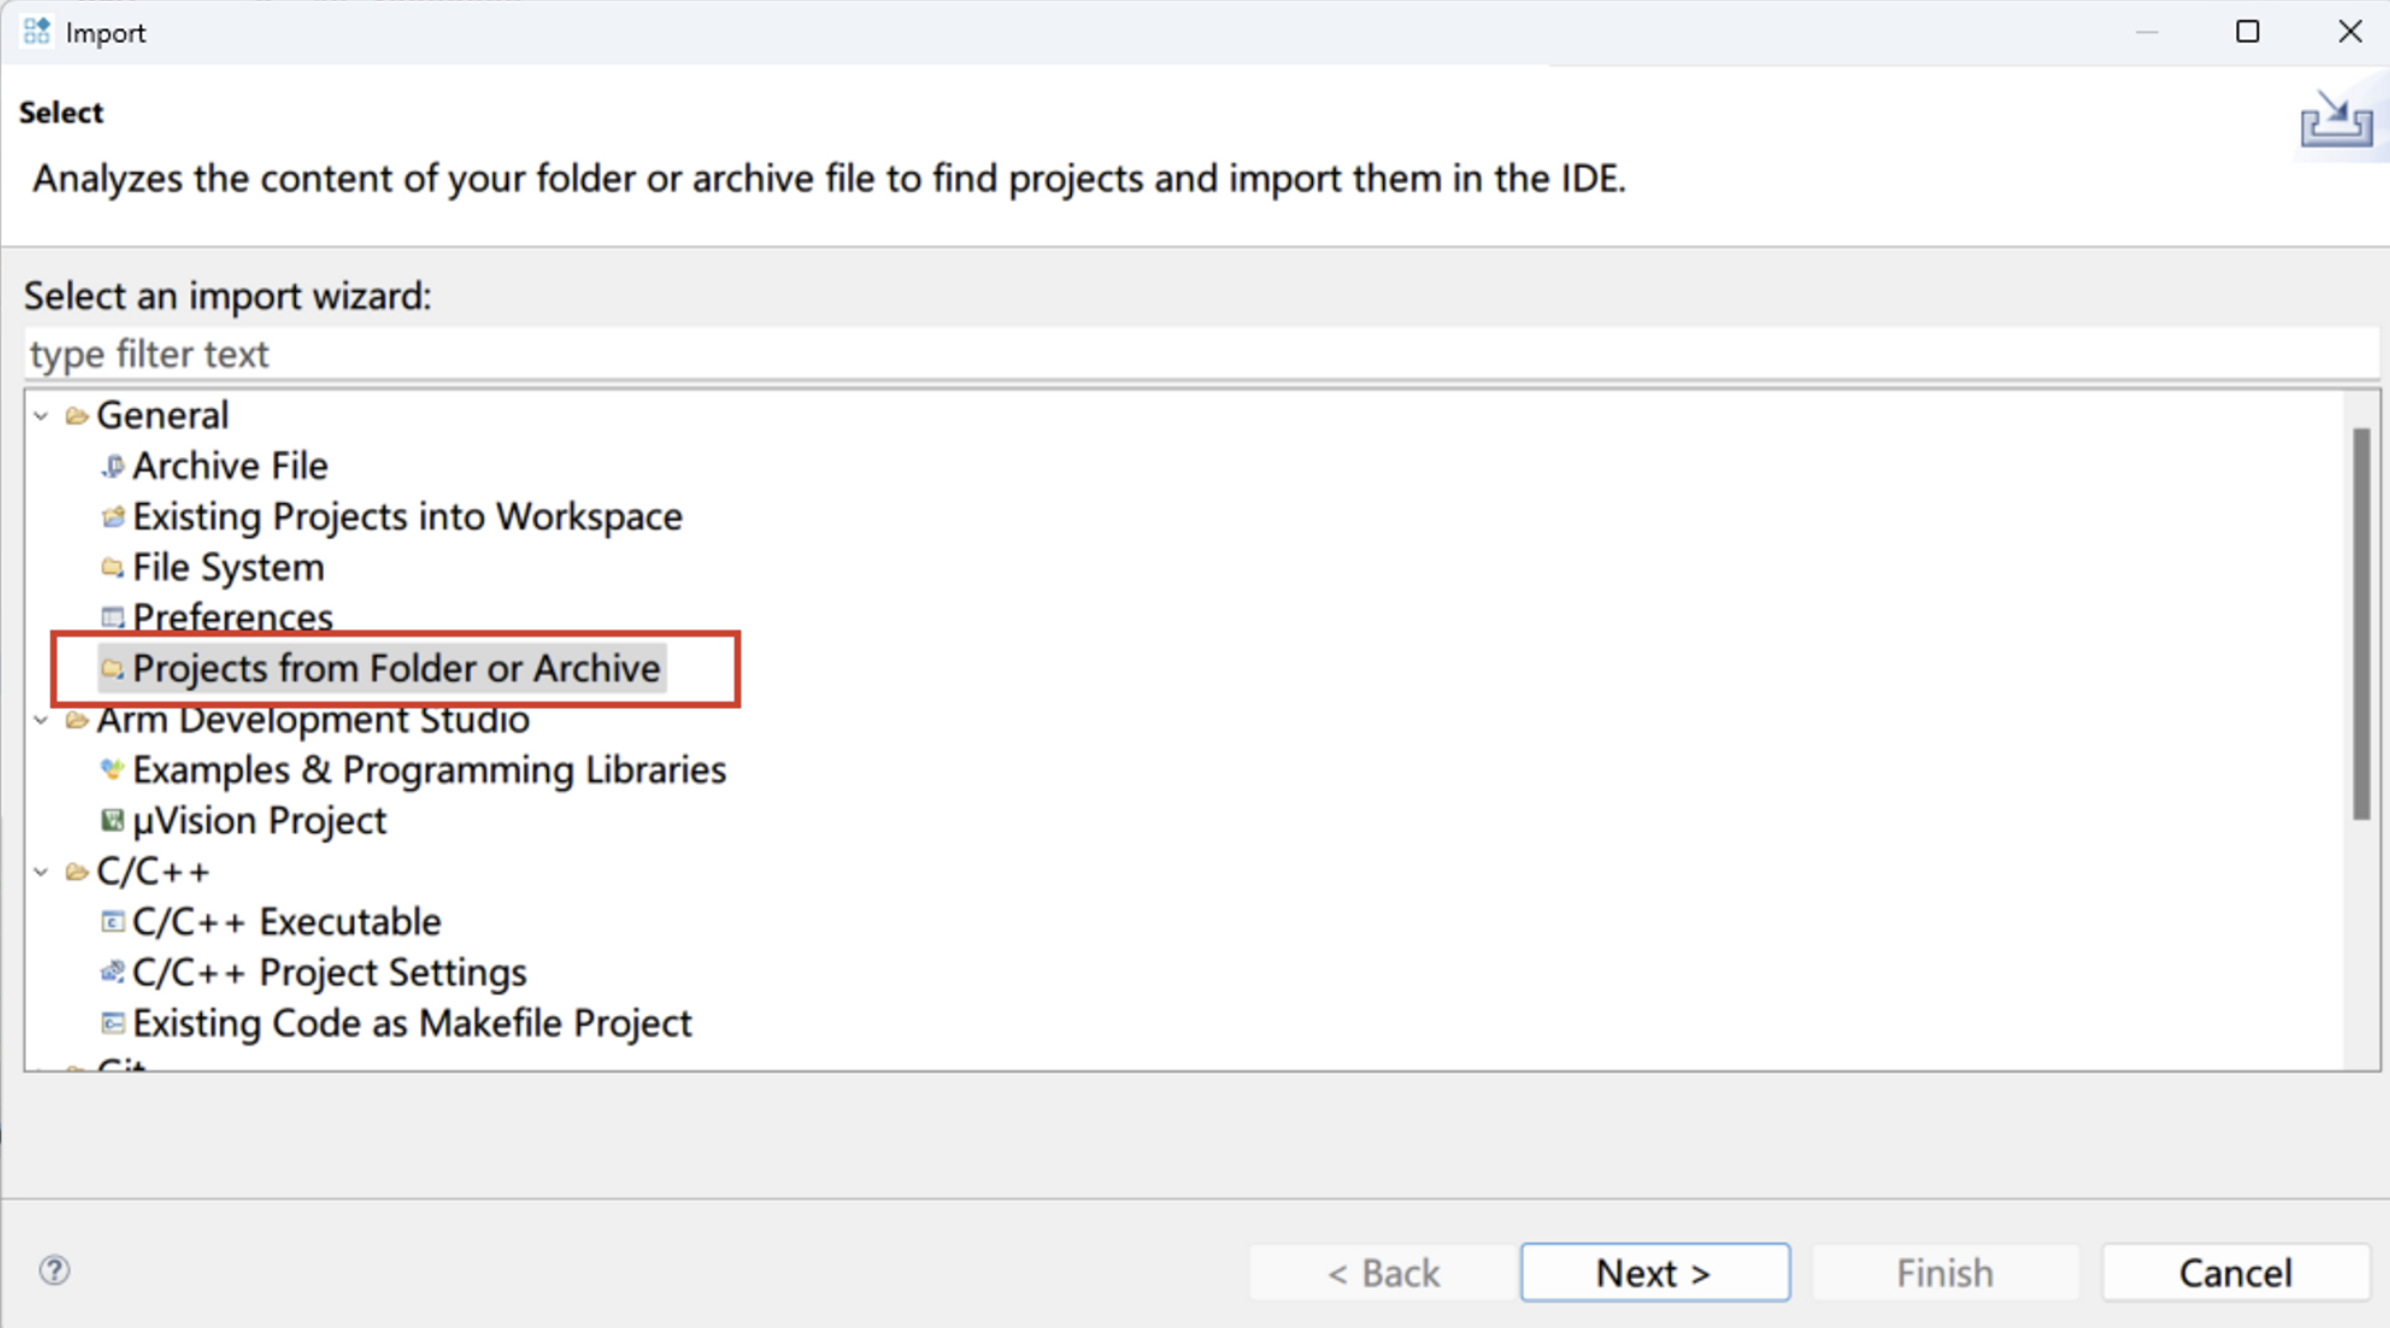 Import
Select
Analyzes the content of your folder or archive file to find projects and import them in the IDE.
Select an import wizard:
type filter text
General
Archive File
Existing Projects into Workspace
File System
Preferences
Projects from Folder or Archive
Arm Development Studio
Examples & Programming Libraries
µVision Project
C/C++
C/C++ Executable
C/C++ Project Settings
Existing Code as Makefile Project
Git
< Back
Next >
Finish
Cancel